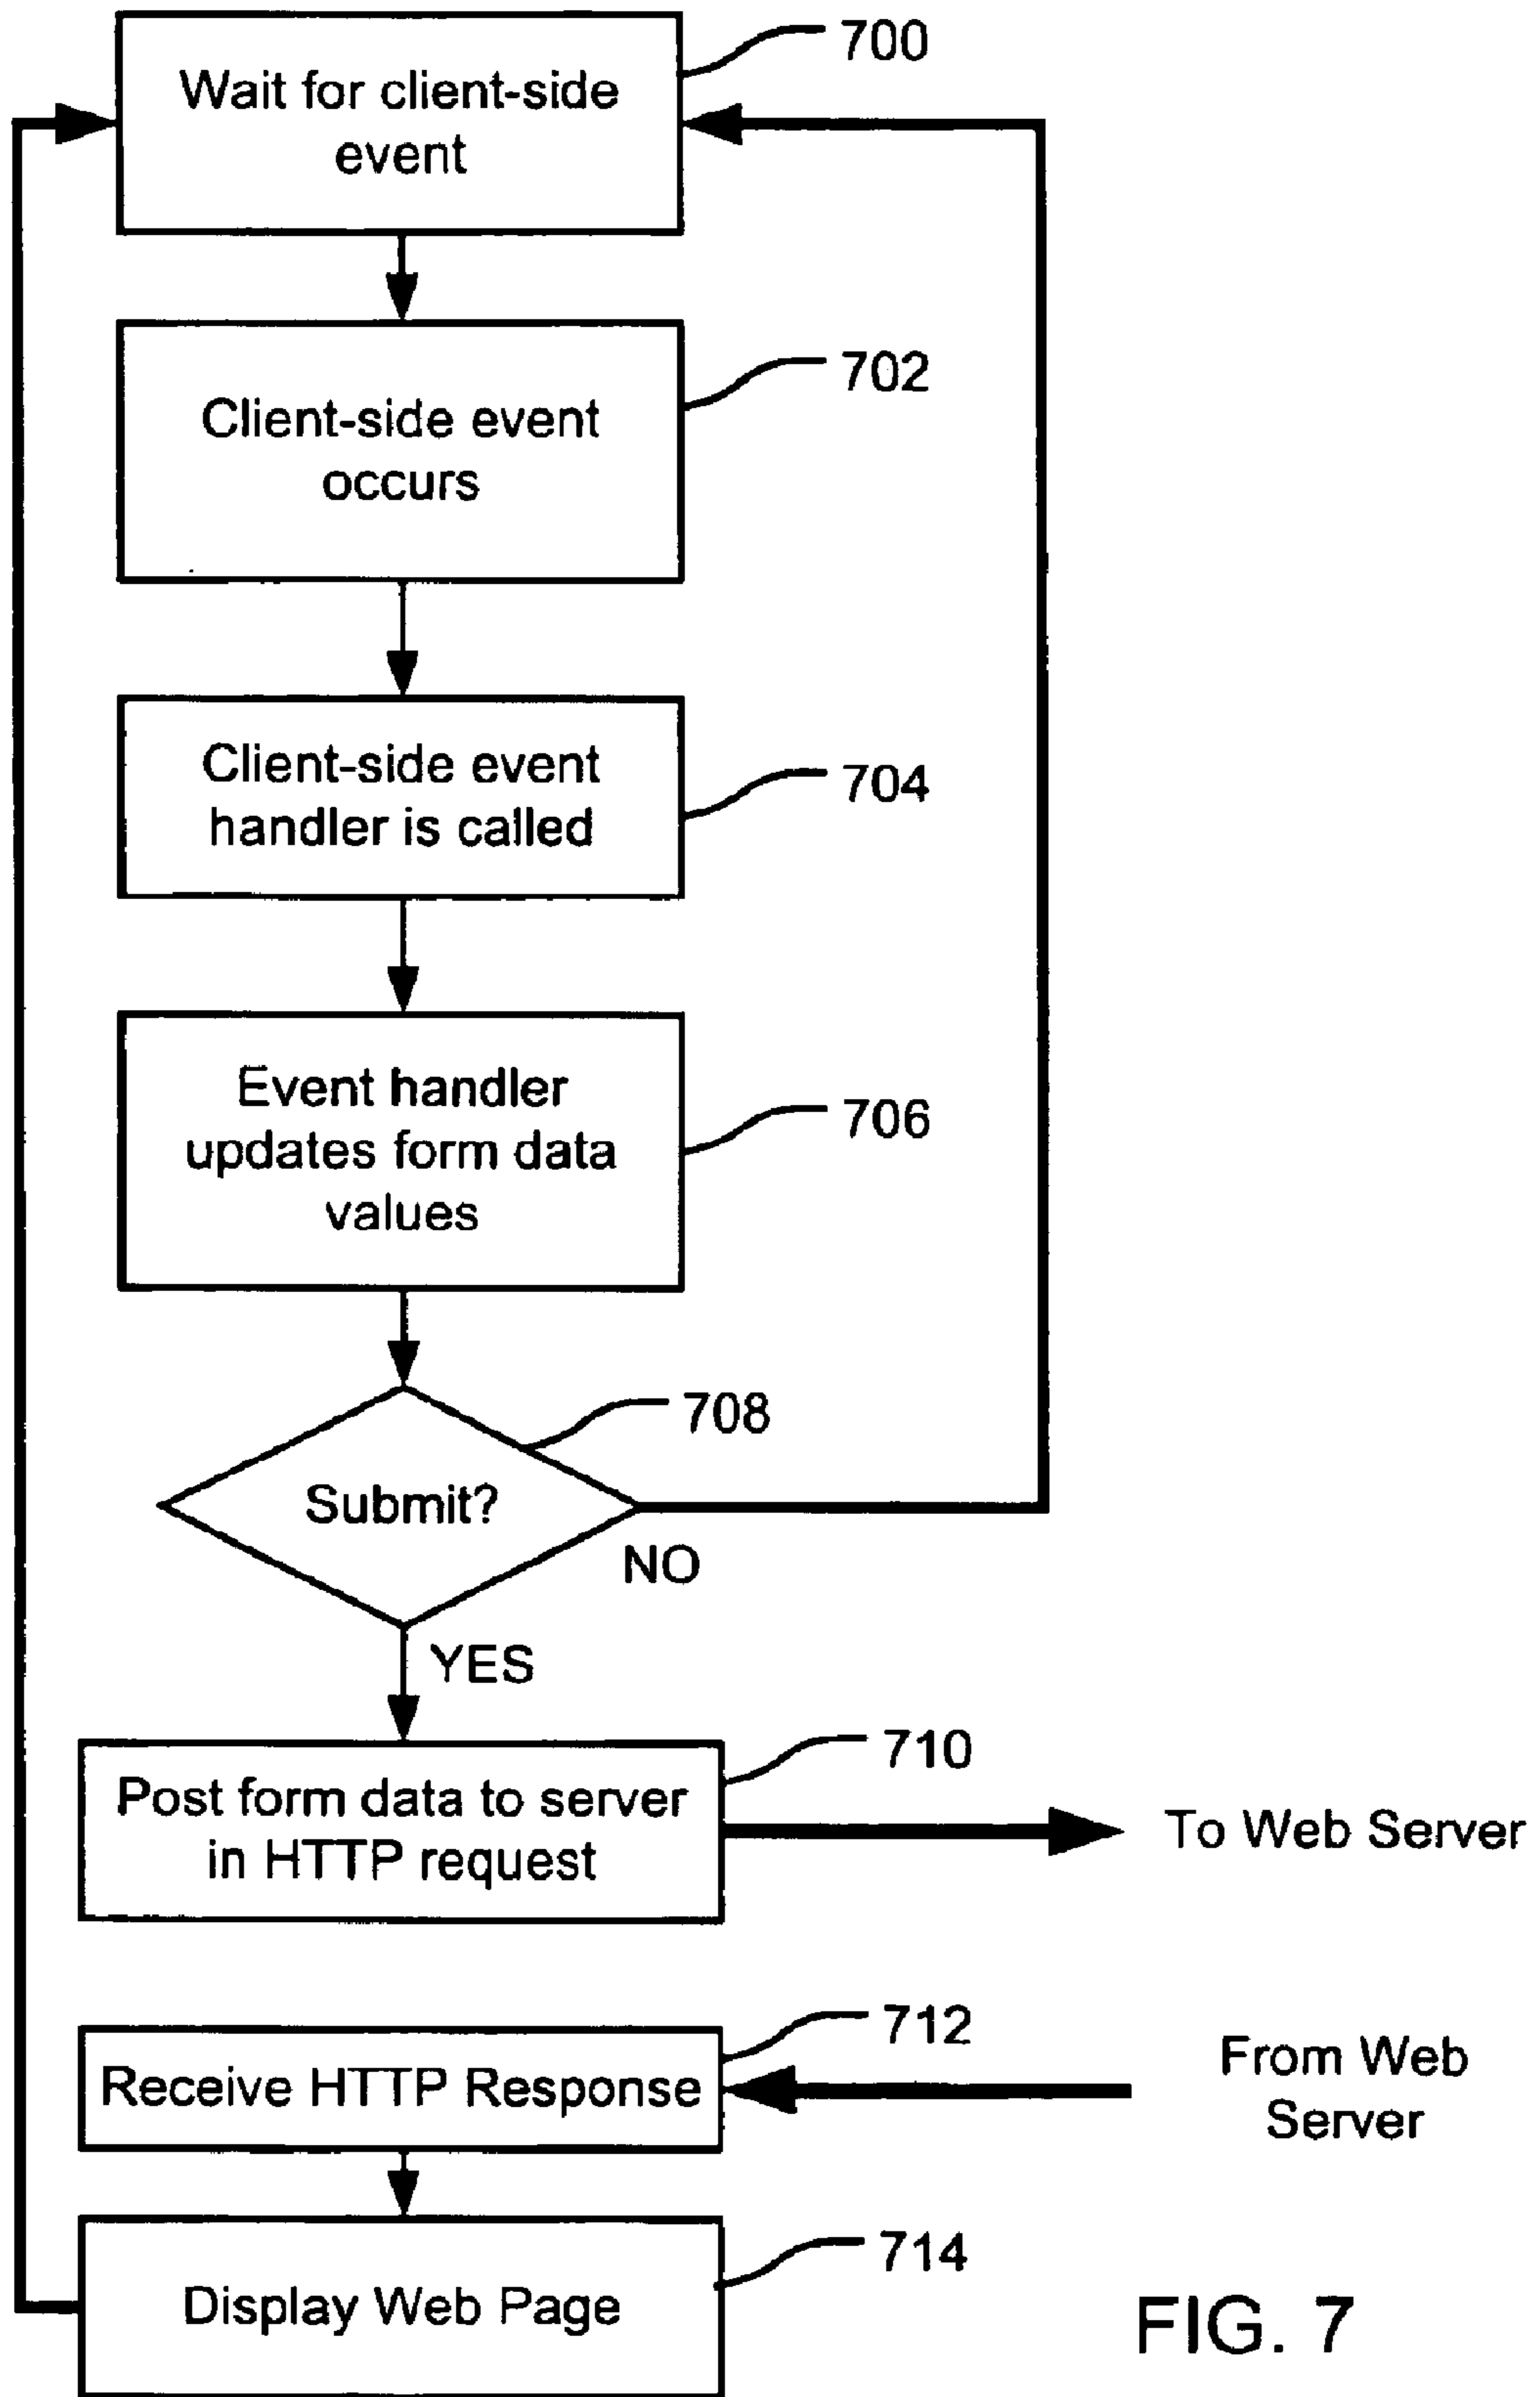 700
Wait for client-side
event
702
Client-side event
occurs
704
Client-side event
handler is called
706
Event handler
updates form data
values
708
Submit?
NO
YES
710
Post form data to server
in HTTP request
To Web Server
712
Receive HTTP Response
From Web
Server
714
Display Web Page
FIG. 7